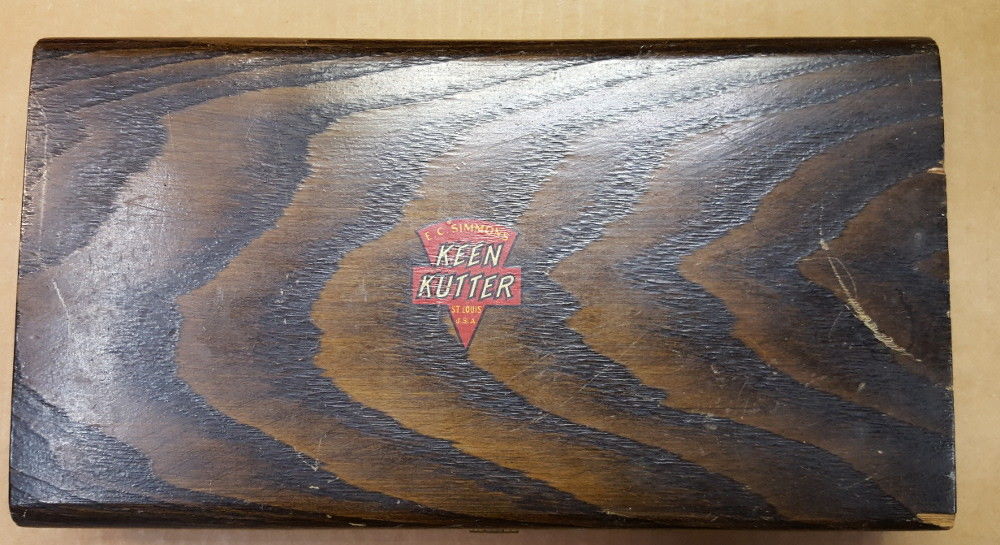 E. C. SIMMONS
KEEN
KUTTER
ST. LOUIS
U.S.A.